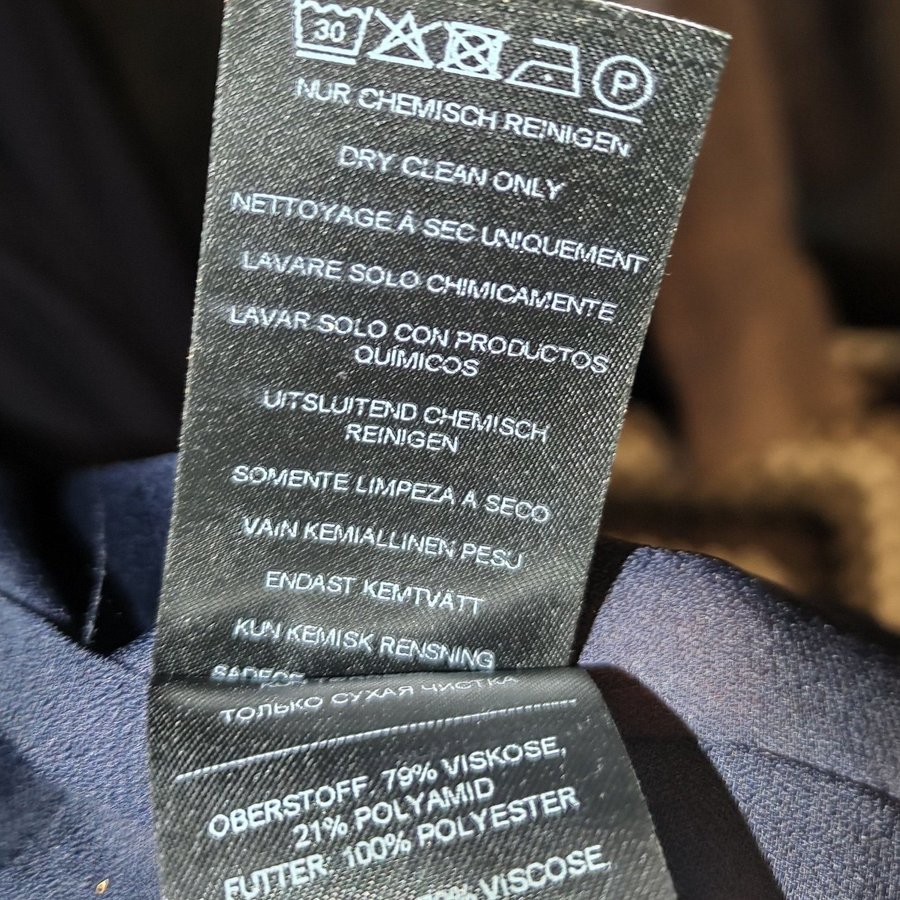 30
P
NUR CHEMISCH REINIGEN
DRY CLEAN ONLY
NETTOYAGE À SEC UNIQUEMENT
LAVARE SOLO CHIMICAMENTE
LAVAR SOLO CON PRODUCTOS
QUÍMICOS
UITSLUITEND CHEMISCH
REINIGEN
SOMENTE LIMPEZA A SECO
VAIN KEMIALLINEN PESU
ENDAST KEMTVÄTT
KUN KEMISK RENSNING
SADECE
ТОЛЬКО СУХАЯ ЧИСТКА
OBERSTOFF: 79% VISKOSE,
21% POLYAMID
FUTTER: 100% POLYESTER
VISCOSE,